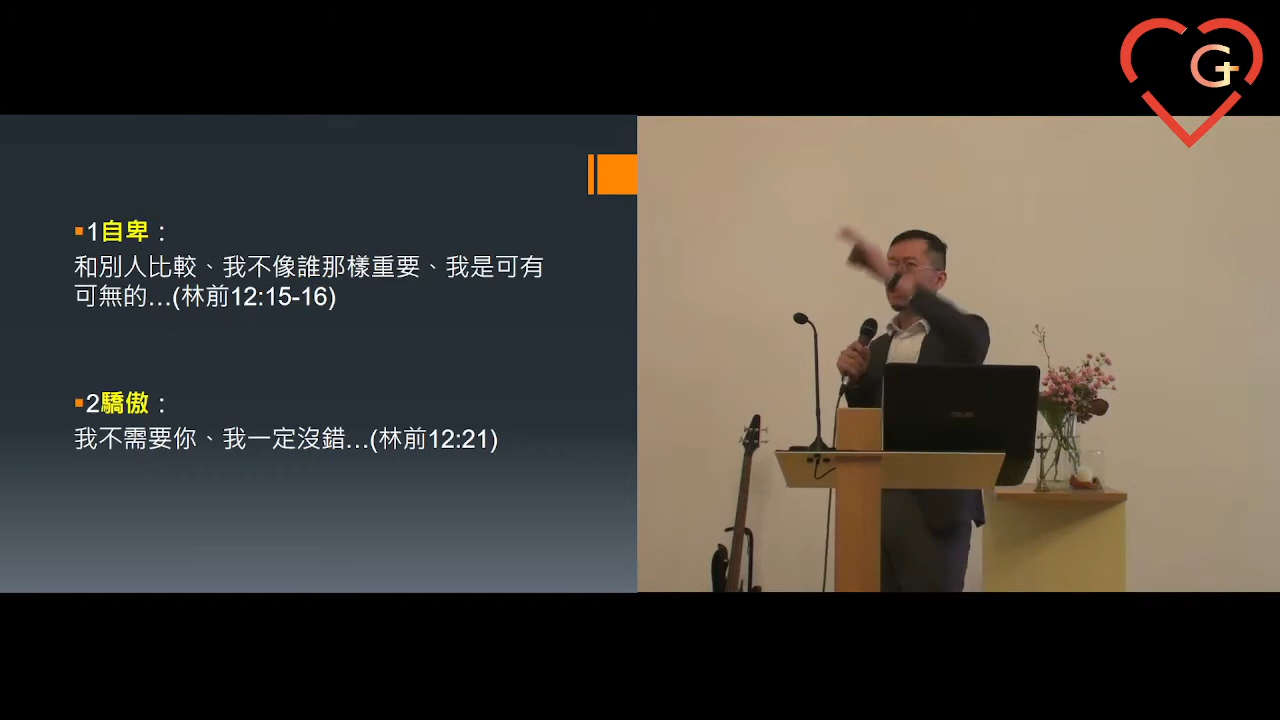 1自卑：
和別人比較、我不像誰那樣重要、我是可有
可無的...(林前12:15-16)
2驕傲：
我不需要你、我一定沒錯...(林前12:21)
G